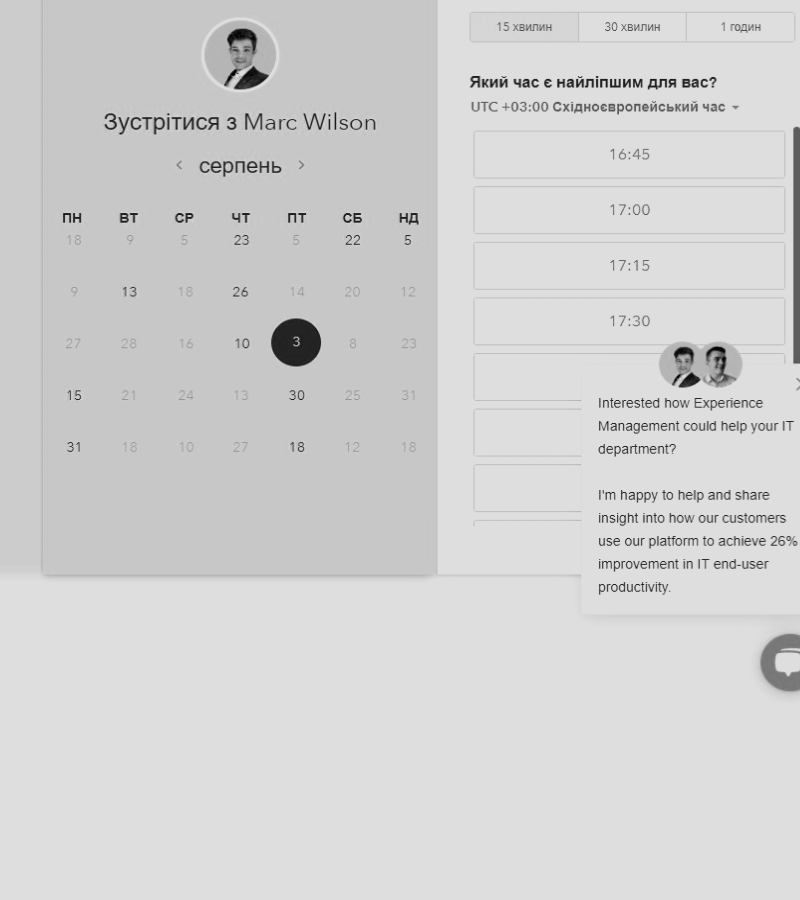 Зустрітися з Marc Wilson
серпень
ПН ВТ СР ЧТ ПТ СБ НД
18 9 5 23 5 22 5
9 13 18 26 14 20 12
27 28 16 10 3 8 23
15 21 24 13 30 25 31
31 18 10 27 18 12 18
15 хвилин 30 хвилин 1 годин
Який час є найліпшим для вас?
UTC +03:00 Східноєвропейський час
16:45
17:00
17:15
17:30
Interested how Experience
Management could help your IT
department?
I'm happy to help and share
insight into how our customers
use our platform to achieve 26%
improvement in IT end-user
productivity.